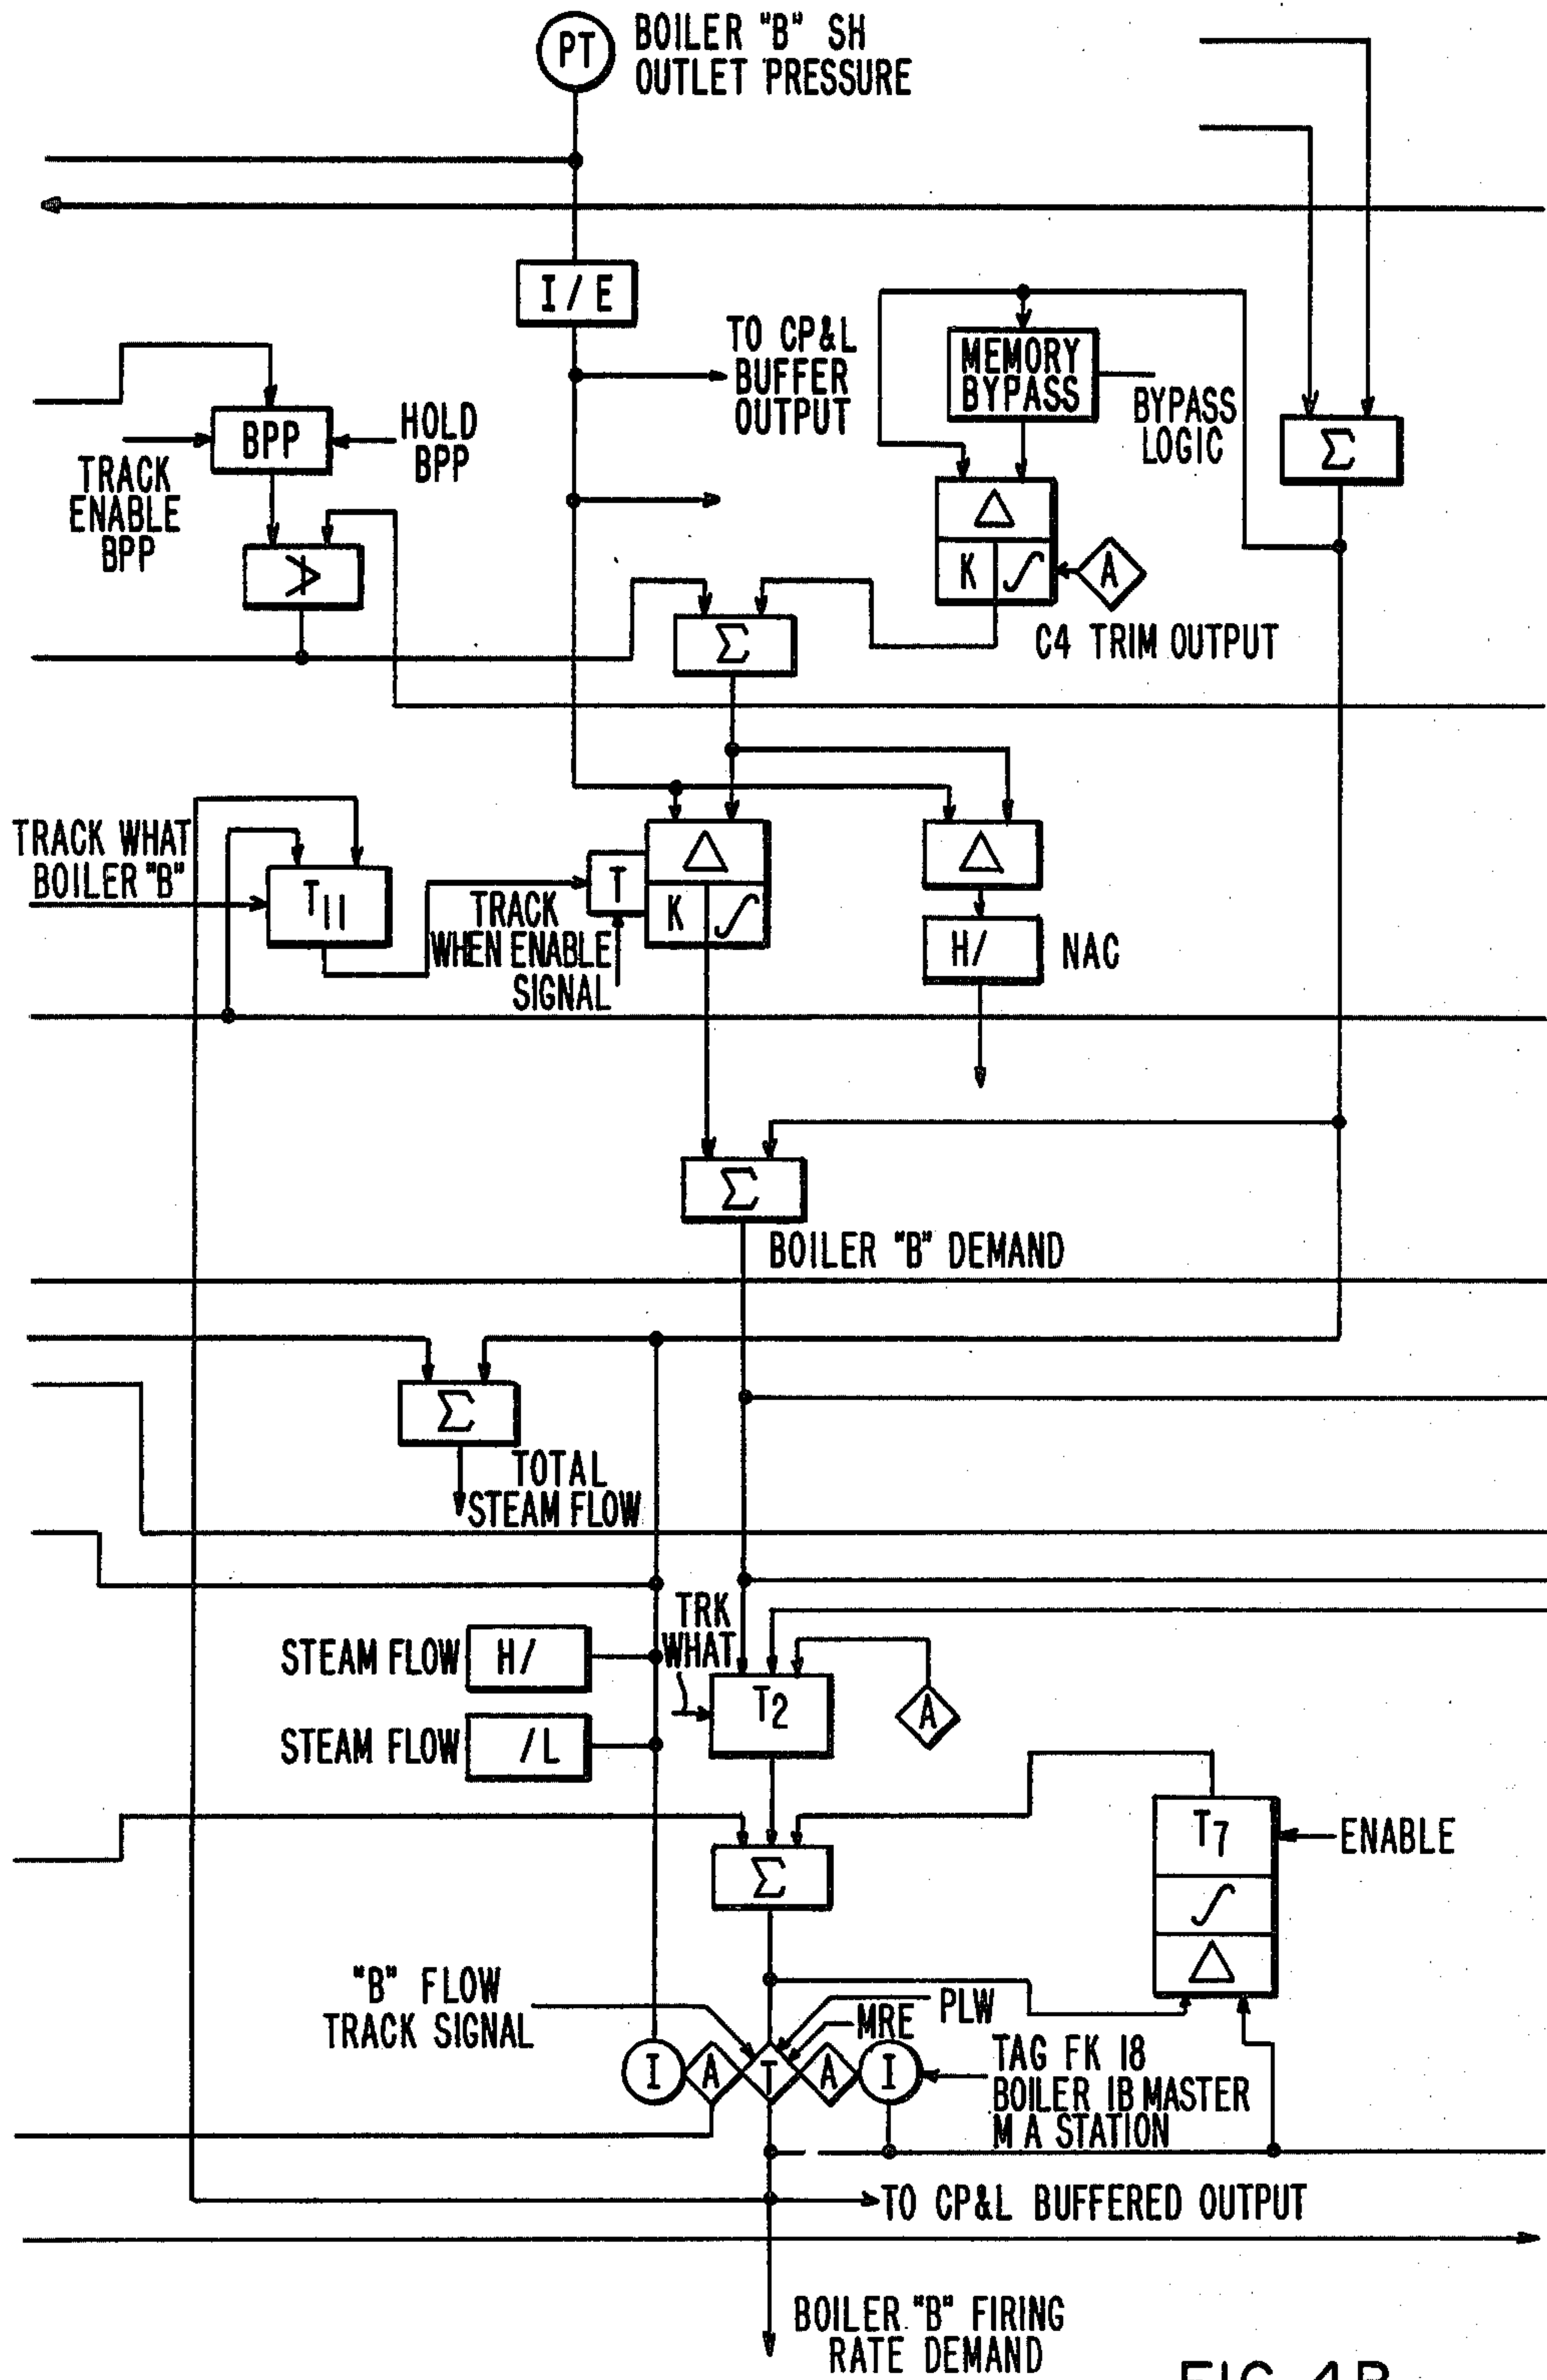 PT
BOILER "B" SH
OUTLET PRESSURE
I/E
TO CP&L
BUFFER
OUTPUT
MEMORY
BYPASS
BYPASS
LOGIC
BPP
HOLD
BPP
TRACK
ENABLE
BPP
Σ
Δ
K ∫
A
C4 TRIM OUTPUT
≯
Σ
TRACK WHAT
BOILER "B"
T11
TRACK
WHEN ENABLE
SIGNAL
T
Δ
K ∫
Δ
H/
NAC
Σ
BOILER "B" DEMAND
Σ
TOTAL
STEAM FLOW
TRK
WHAT
STEAM FLOW
H/
T2
A
STEAM FLOW
/L
T7
∫
Δ
ENABLE
Σ
"B" FLOW
TRACK SIGNAL
PLW
MRE
I A T A I
TAG FK 18
BOILER 1B MASTER
M A STATION
TO CP&L BUFFERED OUTPUT
BOILER "B" FIRING
RATE DEMAND
FIG. 4B